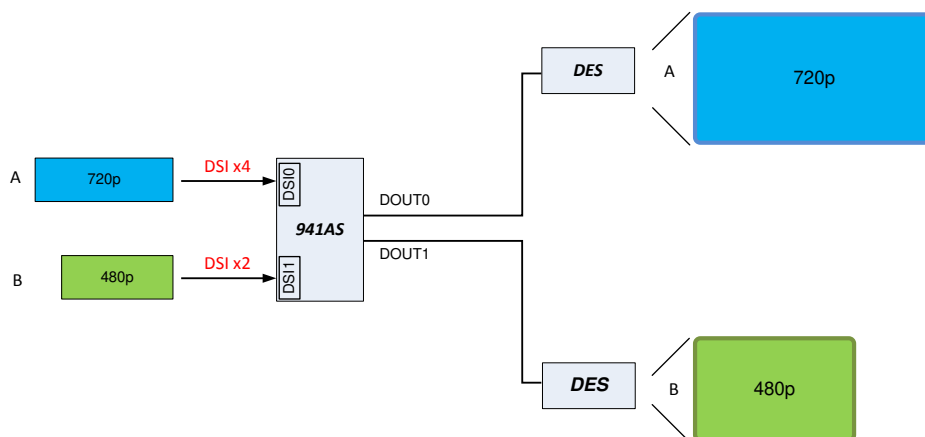 DES
A
720p
A
720p
DSI x4
DSI0
941AS
DOUT0
DOUT1
B
480p
DSI x2
DSI1
DES
B
480p